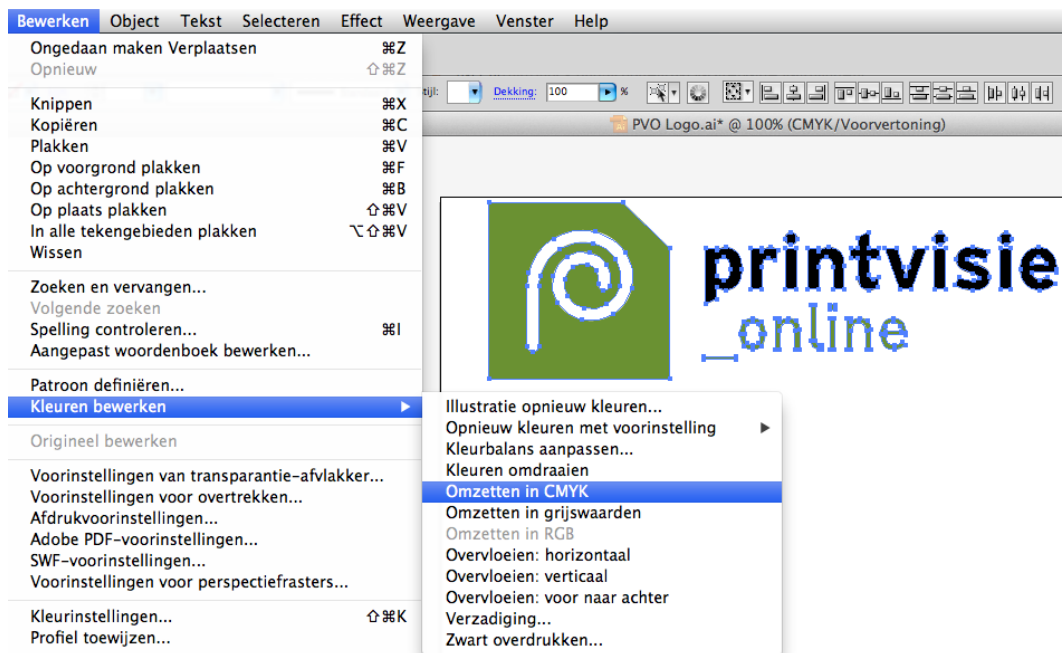 Bewerken Object Tekst Selecteren Effect Weergave Venster Help
Ongedaan maken Verplaatsen ⌘Z
Opnieuw ⇧⌘Z
Knippen ⌘X
Kopiëren ⌘C
Plakken ⌘V
Op voorgrond plakken ⌘F
Op achtergrond plakken ⌘B
Op plaats plakken ⇧⌘V
In alle tekengebieden plakken ⌥⇧⌘V
Wissen
Zoeken en vervangen...
Volgende zoeken
Spelling controleren... ⌘I
Aangepast woordenboek bewerken...
Patroon definiëren...
Kleuren bewerken
Origineel bewerken
Voorinstellingen van transparantie-afvlakker...
Voorinstellingen voor overtrekken...
Afdrukvoorinstellingen...
Adobe PDF-voorinstellingen...
SWF-voorinstellingen...
Voorinstellingen voor perspectiefrasters...
Kleurinstellingen... ⇧⌘K
Profiel toewijzen...
tijl: Dekking: 100 %
PVO Logo.ai* @ 100% (CMYK/Voorvertoning)
printvisie
_online
Illustratie opnieuw kleuren...
Opnieuw kleuren met voorinstelling
Kleurbalans aanpassen...
Kleuren omdraaien
Omzetten in CMYK
Omzetten in grijswaarden
Omzetten in RGB
Overvloeien: horizontaal
Overvloeien: verticaal
Overvloeien: voor naar achter
Verzadiging...
Zwart overdrukken...